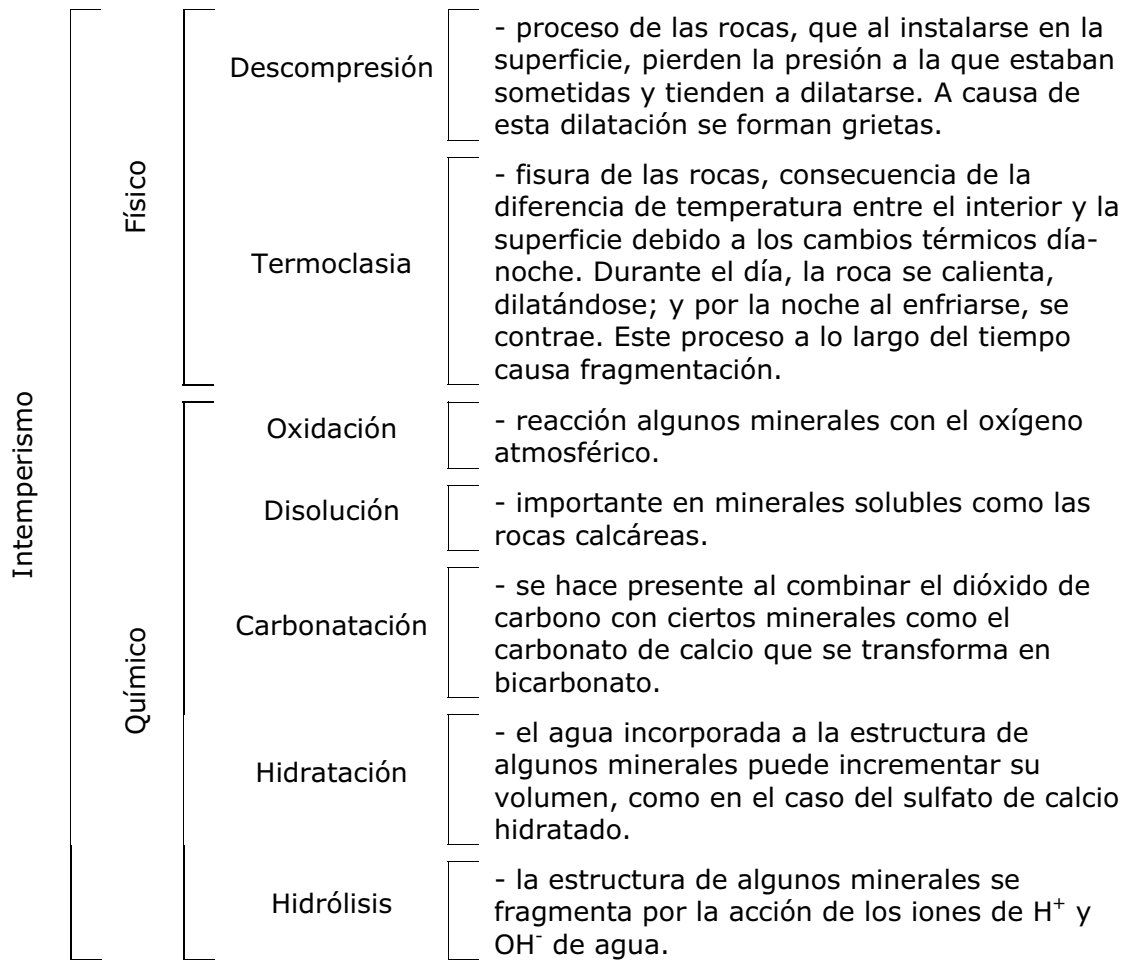 Intemperismo
Físico
Descompresión
- proceso de las rocas, que al instalarse en la
superficie, pierden la presión a la que estaban
sometidas y tienden a dilatarse. A causa de
esta dilatación se forman grietas.
Termoclasia
- fisura de las rocas, consecuencia de la
diferencia de temperatura entre el interior y la
superficie debido a los cambios térmicos día-
noche. Durante el día, la roca se calienta,
dilatándose; y por la noche al enfriarse, se
contrae. Este proceso a lo largo del tiempo
causa fragmentación.
Químico
Oxidación
- reacción algunos minerales con el oxígeno
atmosférico.
Disolución
- importante en minerales solubles como las
rocas calcáreas.
Carbonatación
- se hace presente al combinar el dióxido de
carbono con ciertos minerales como el
carbonato de calcio que se transforma en
bicarbonato.
Hidratación
- el agua incorporada a la estructura de
algunos minerales puede incrementar su
volumen, como en el caso del sulfato de calcio
hidratado.
Hidrólisis
- la estructura de algunos minerales se
fragmenta por la acción de los iones de H⁺ y
OH⁻ de agua.